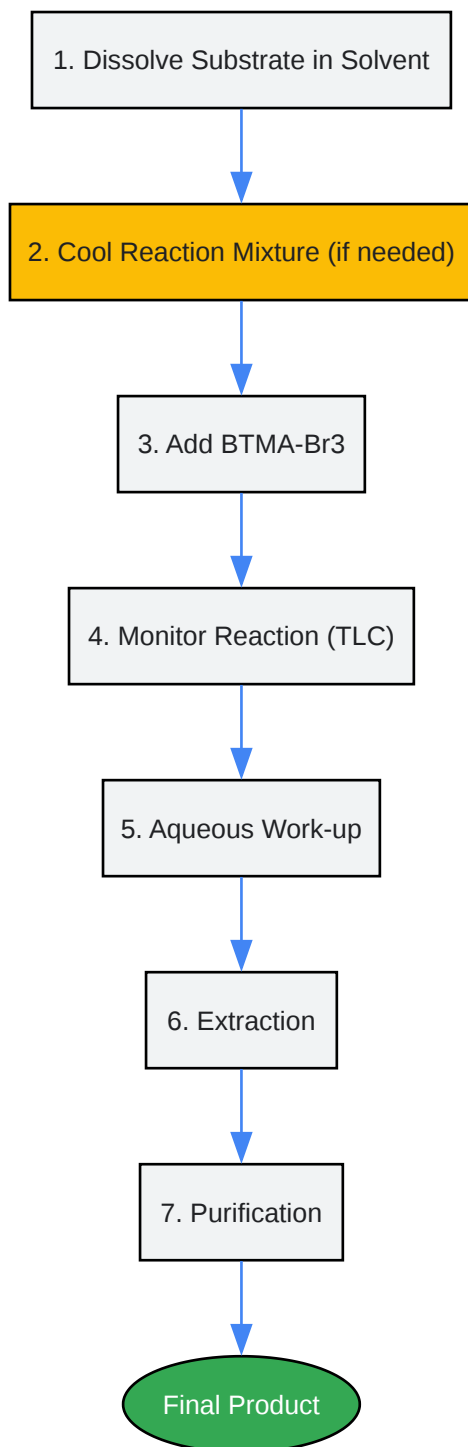 1. Dissolve Substrate in Solvent
2. Cool Reaction Mixture (if needed)
3. Add BTMA-Br3
4. Monitor Reaction (TLC)
5. Aqueous Work-up
6. Extraction
7. Purification
Final Product